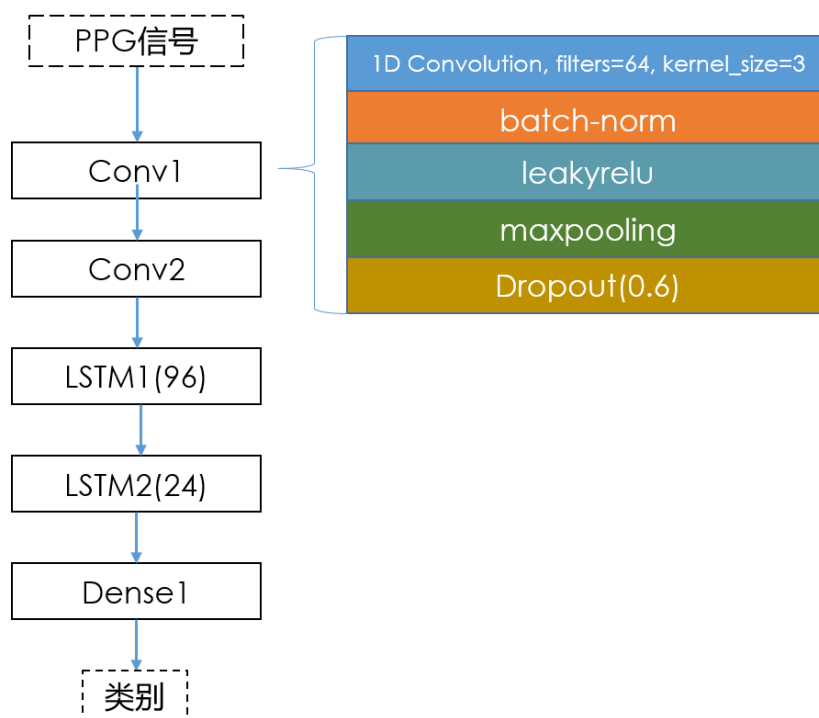 PPG信号
Conv1
Conv2
LSTM1(96)
LSTM2(24)
Dense1
类别
1D Convolution, filters=64, kernel_size=3
batch-norm
leakyrelu
maxpooling
Dropout(0.6)